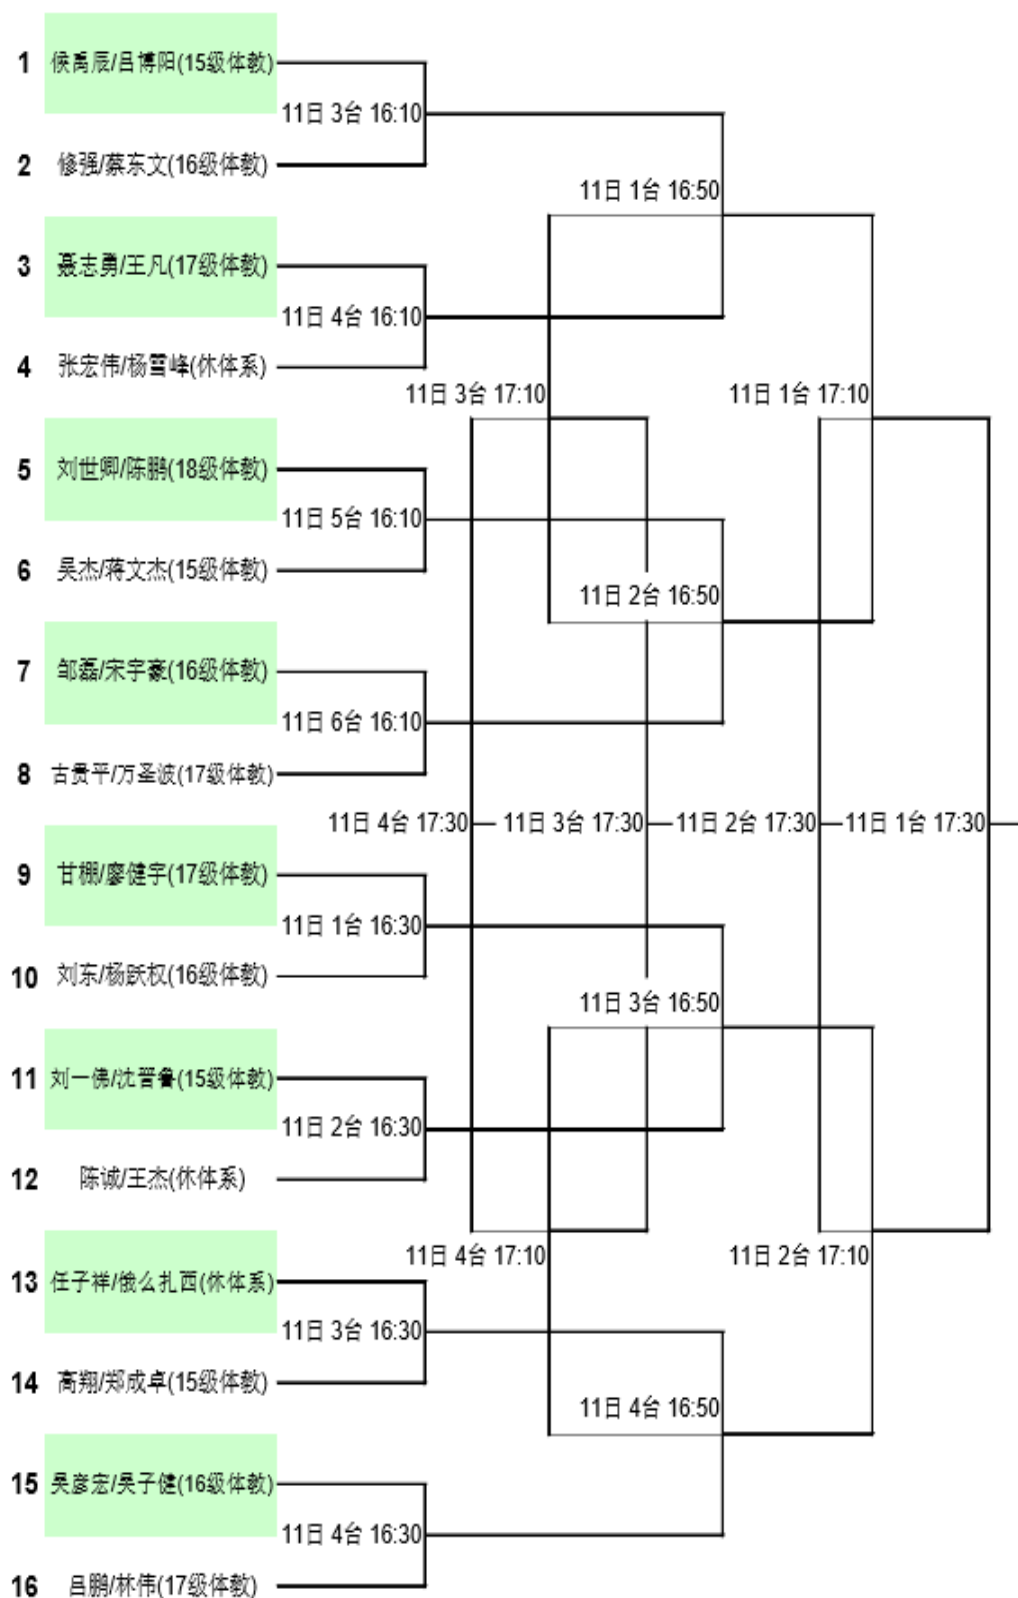 1 侯禹辰/吕博阳(15级体教)
11日 3台 16:10
2 修强/蔡东文(16级体教)
11日 1台 16:50
3 聂志勇/王凡(17级体教)
11日 4台 16:10
4 张宏伟/杨雪峰(休体系)
11日 3台 17:10
11日 1台 17:10
5 刘世卿/陈鹏(18级体教)
11日 5台 16:10
6 吴杰/蒋文杰(15级体教)
11日 2台 16:50
7 邹磊/宋宇豪(16级体教)
11日 6台 16:10
8 古贵平/万圣波(17级体教)
11日 4台 17:30
11日 3台 17:30
11日 2台 17:30
11日 1台 17:30
9 甘棚/廖健宇(17级体教)
11日 1台 16:30
10 刘东/杨跃权(16级体教)
11日 3台 16:50
11 刘一佛/沈晋鲁(15级体教)
11日 2台 16:30
12 陈诚/王杰(休体系)
11日 4台 17:10
11日 2台 17:10
13 任子祥/俄么扎西(休体系)
11日 3台 16:30
14 高翔/郑成卓(15级体教)
11日 4台 16:50
15 吴彦宏/吴子健(16级体教)
11日 4台 16:30
16 吕鹏/林伟(17级体教)